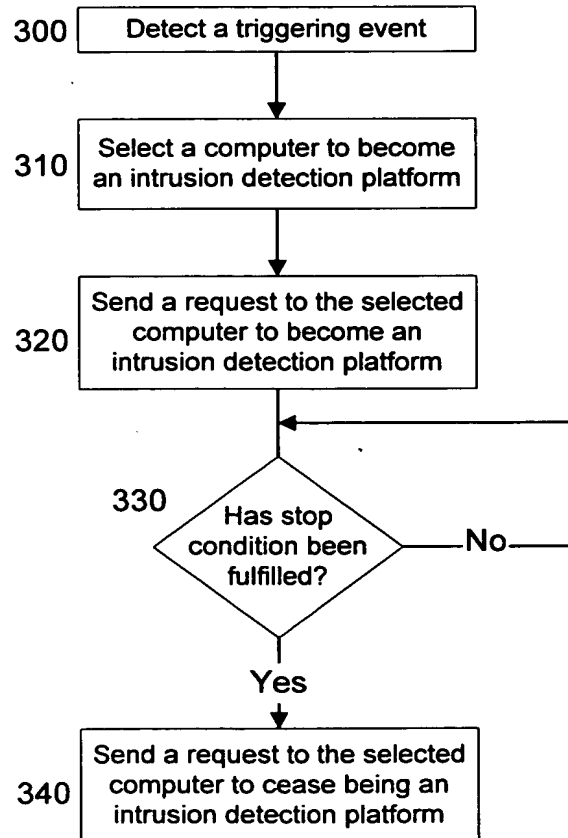 300
Detect a triggering event
310
Select a computer to become
an intrusion detection platform
320
Send a request to the selected
computer to become an
intrusion detection platform
330
Has stop
condition been
fulfilled?
No
Yes
340
Send a request to the selected
computer to cease being an
intrusion detection platform